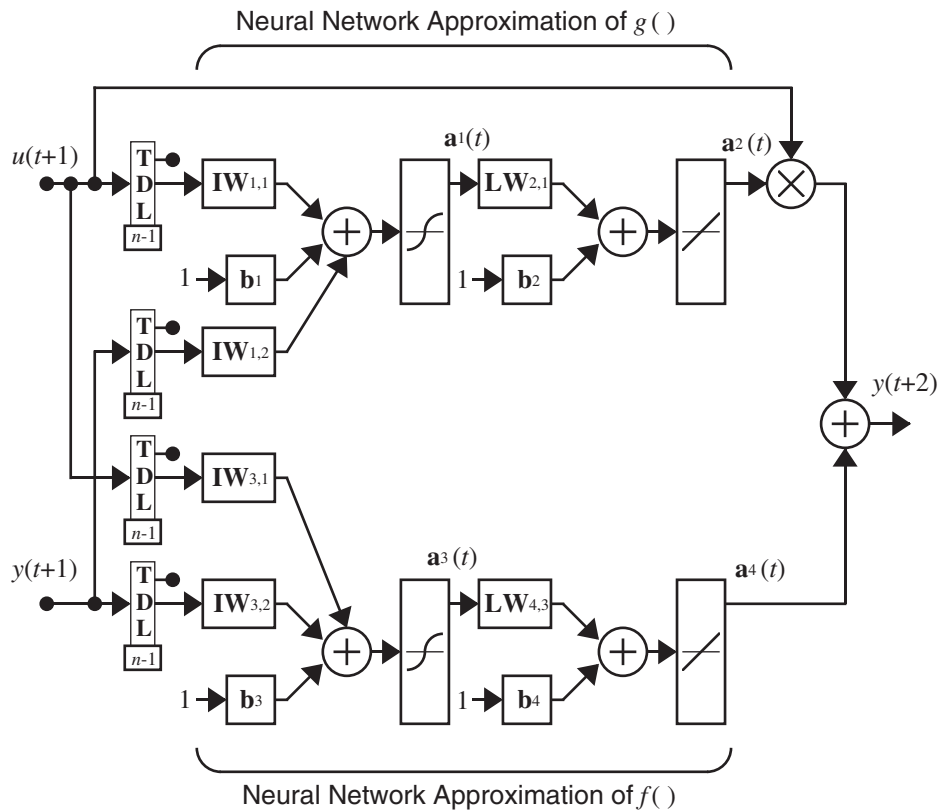 Neural Network Approximation of g ( )
a1(t)
a2 (t)
u(t+1)
T
D
L
n-1
IW1,1
LW2,1
1
b1
1
b2
T
D
L
n-1
IW1,2
y(t+2)
T
D
L
n-1
IW3,1
y(t+1)
a3 (t)
a4 (t)
T
D
L
n-1
IW3,2
LW4,3
1
b3
1
b4
Neural Network Approximation of f ( )